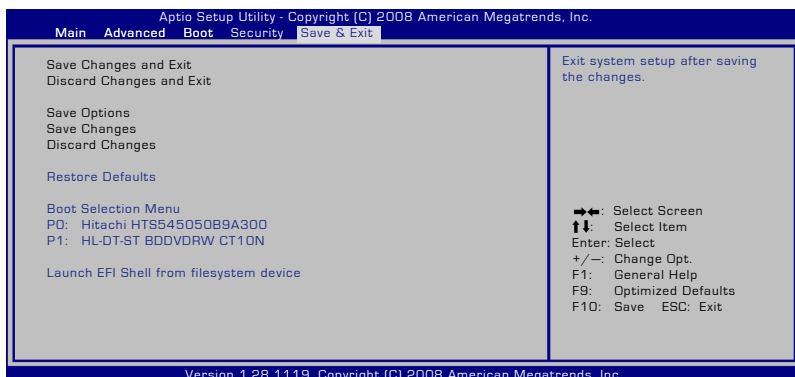 Aptio Setup Utility - Copyright (C) 2008 American Megatrends, Inc.
Main Advanced Boot Security Save & Exit
Save Changes and Exit
Discard Changes and Exit
Save Options
Save Changes
Discard Changes
Restore Defaults
Boot Selection Menu
P0: Hitachi HTS545050B9A300
P1: HL-DT-ST BDDVDRW CT10N
Launch EFI Shell from filesystem device
Exit system setup after saving
the changes.
→←: Select Screen
↑↓: Select Item
Enter: Select
+/—: Change Opt.
F1: General Help
F9: Optimized Defaults
F10: Save ESC: Exit
Version 1.28.1119. Copyright (C) 2008 American Megatrends, Inc.